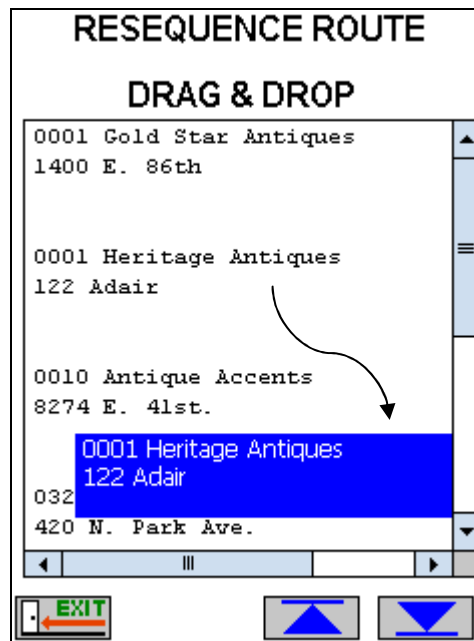 RESEQUENCE ROUTE
DRAG & DROP
0001 Gold Star Antiques
1400 E. 86th
0001 Heritage Antiques
122 Adair
0010 Antique Accents
8274 E. 41st.
0001 Heritage Antiques
122 Adair
032
420 N. Park Ave.
EXIT